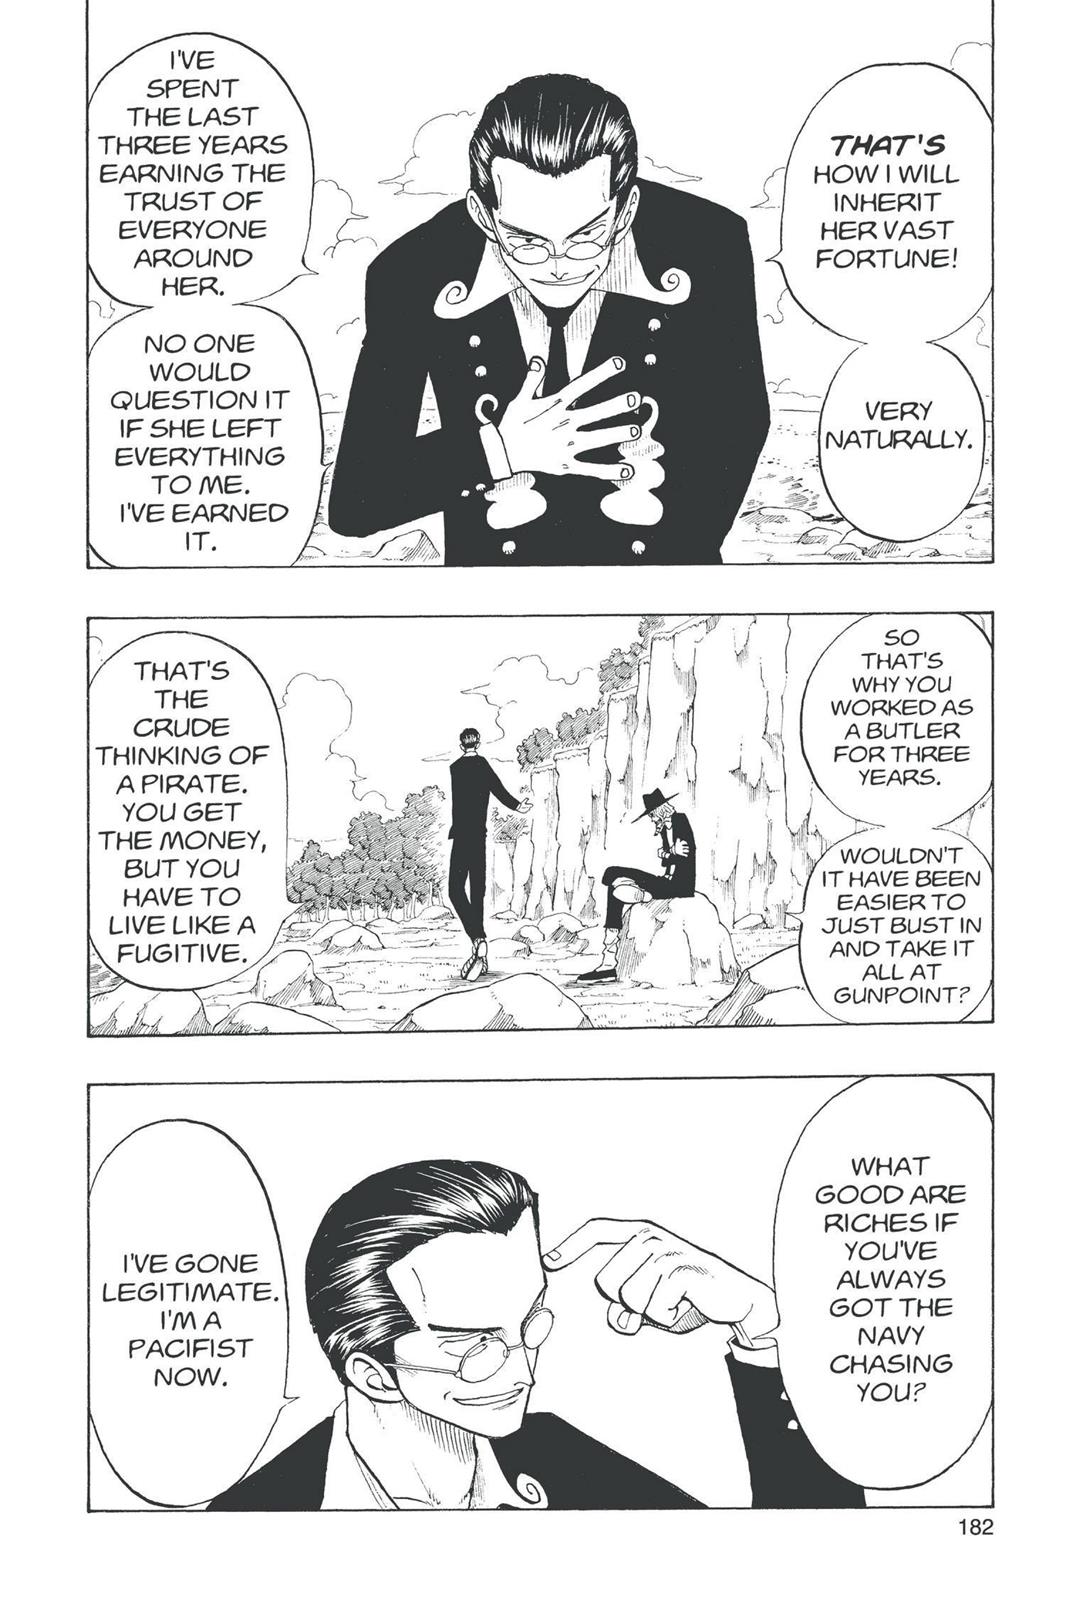 THAT'S
HOW I WILL
INHERIT
HER VAST
FORTUNE!
VERY
NATURALLY.
I'VE
SPENT
THE LAST
THREE YEARS
EARNING THE
TRUST OF
EVERYONE
AROUND
HER.
NO ONE
WOULD
QUESTION IT
IF SHE LEFT
EVERYTHING
TO ME.
I'VE EARNED
IT.
SO
THAT'S
WHY YOU
WORKED AS
A BUTLER
FOR THREE
YEARS.
WOULDN'T
IT HAVE BEEN
EASIER TO
JUST BUST IN
AND TAKE IT
ALL AT
GUNPOINT?
THAT'S
THE
CRUDE
THINKING OF
A PIRATE.
YOU GET
THE MONEY,
BUT YOU
HAVE TO
LIVE LIKE A
FUGITIVE.
WHAT
GOOD ARE
RICHES IF
YOU'VE
ALWAYS
GOT THE
NAVY
CHASING
YOU?
I'VE GONE
LEGITIMATE.
I'M A
PACIFIST
NOW.
182